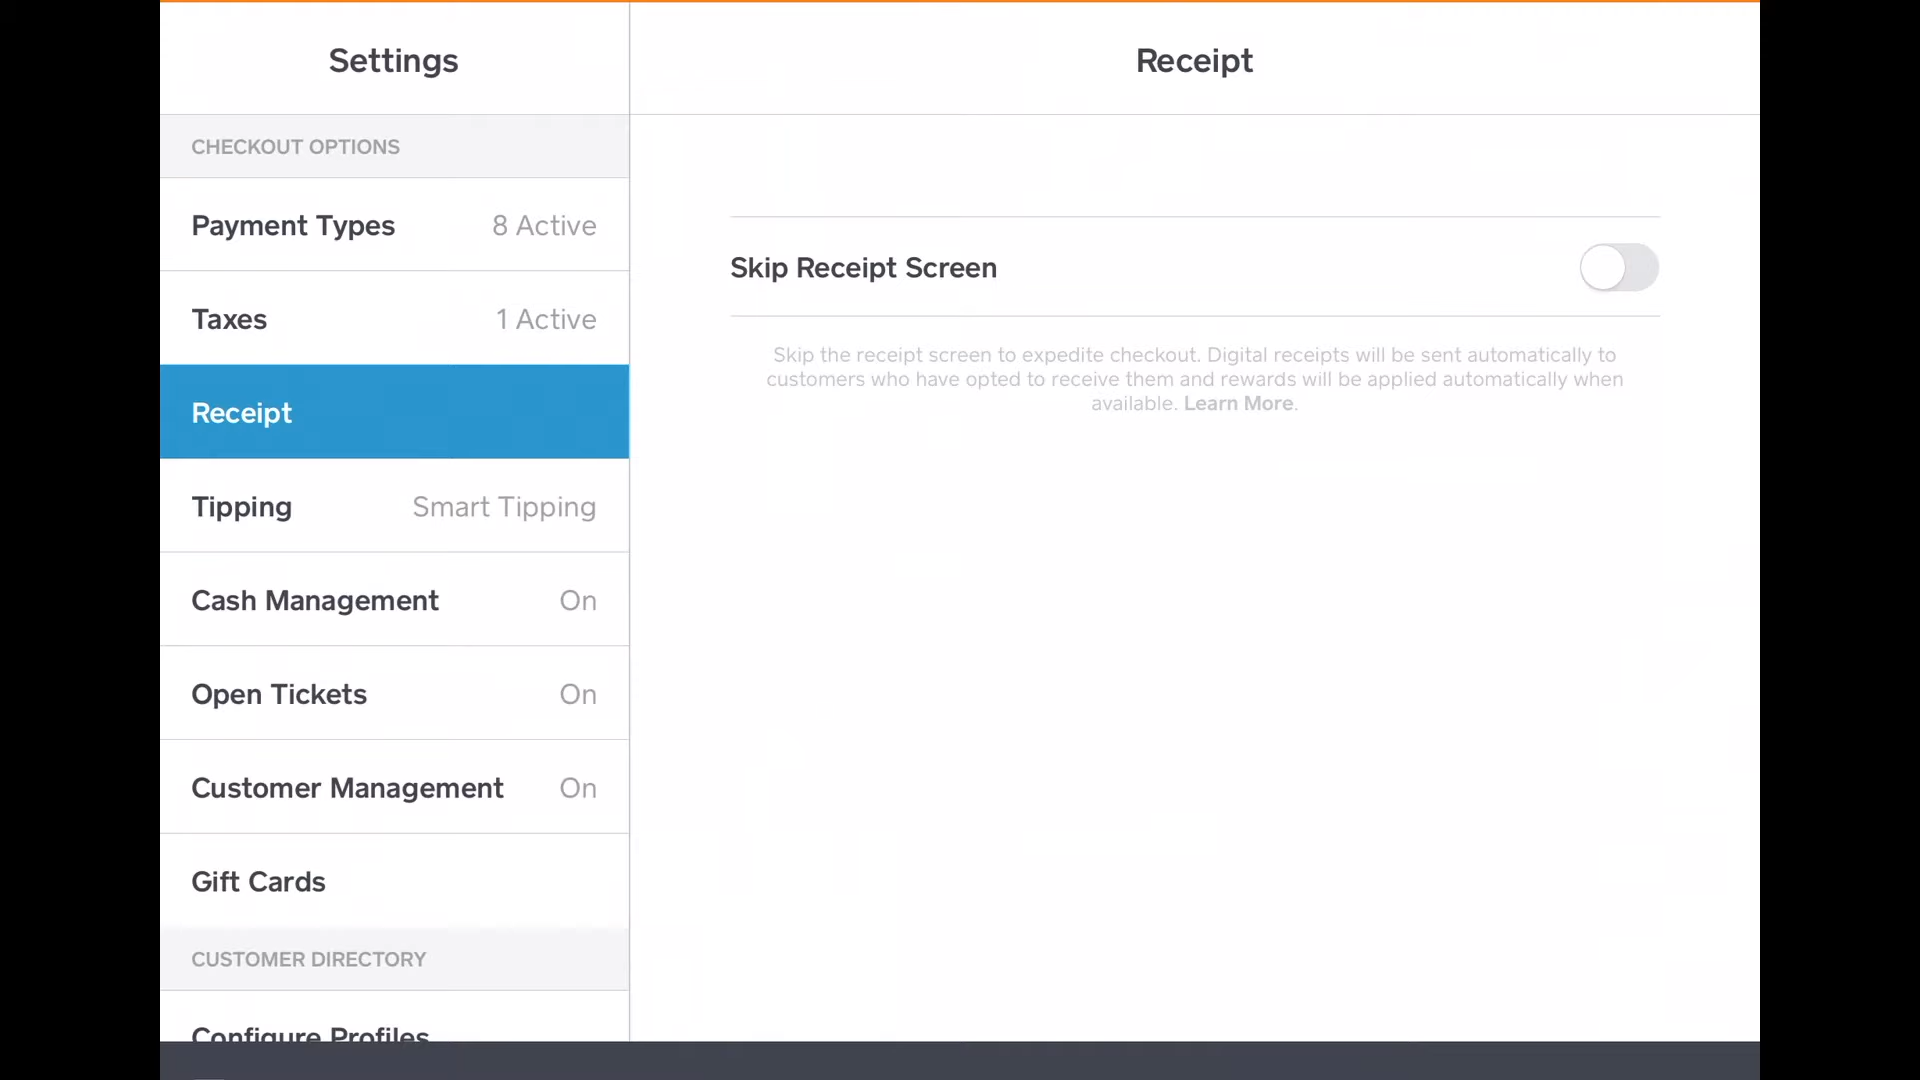 Settings
Receipt
CHECKOUT OPTIONS
Payment Types 8 Active
Taxes 1 Active
Receipt
Tipping Smart Tipping
Cash Management On
Open Tickets On
Customer Management On
Gift Cards
CUSTOMER DIRECTORY
Configure Profiles
Skip Receipt Screen
Skip the receipt screen to expedite checkout. Digital receipts will be sent automatically to
customers who have opted to receive them and rewards will be applied automatically when
available. Learn More.